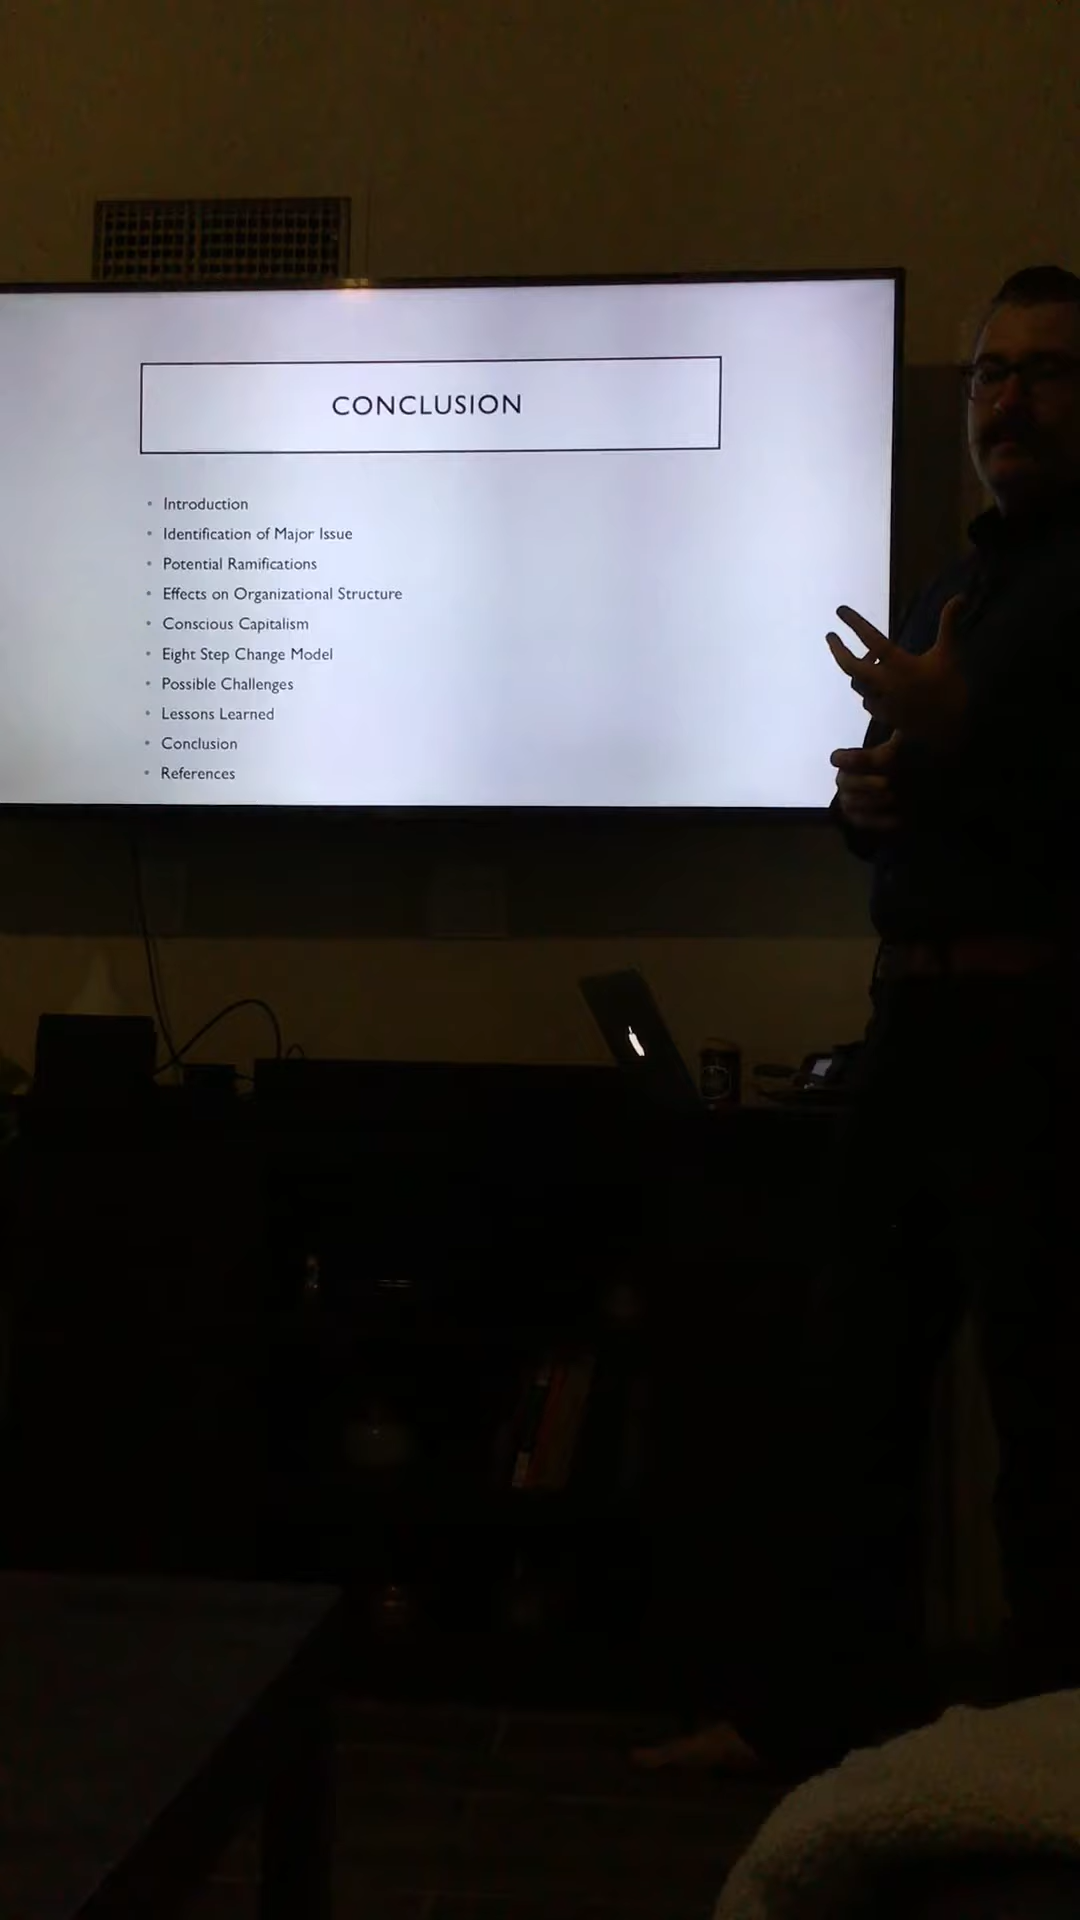 CONCLUSION
Introduction
Identification of Major Issue
Potential Ramifications
Effects on Organizational Structure
Conscious Capitalism
Eight Step Change Model
Possible Challenges
Lessons Learned
Conclusion
References